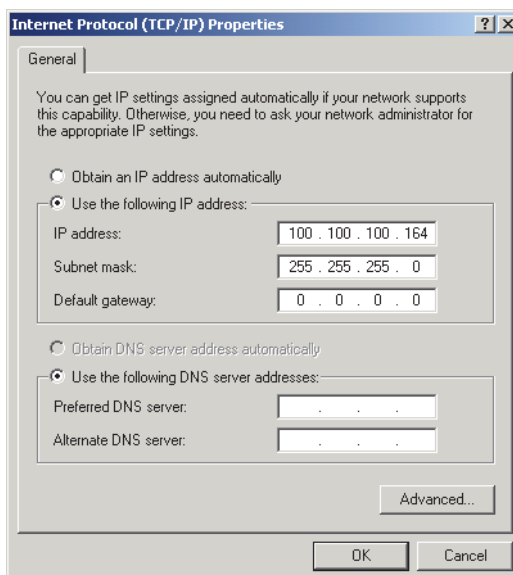 Internet Protocol (TCP/IP) Properties
General
You can get IP settings assigned automatically if your network supports
this capability. Otherwise, you need to ask your network administrator for
the appropriate IP settings.
Obtain an IP address automatically
Use the following IP address:
IP address: 100 . 100 . 100 . 164
Subnet mask: 255 . 255 . 255 . 0
Default gateway: 0 . 0 . 0 . 0
Obtain DNS server address automatically
Use the following DNS server addresses:
Preferred DNS server: . . .
Alternate DNS server: . . .
Advanced...
OK Cancel